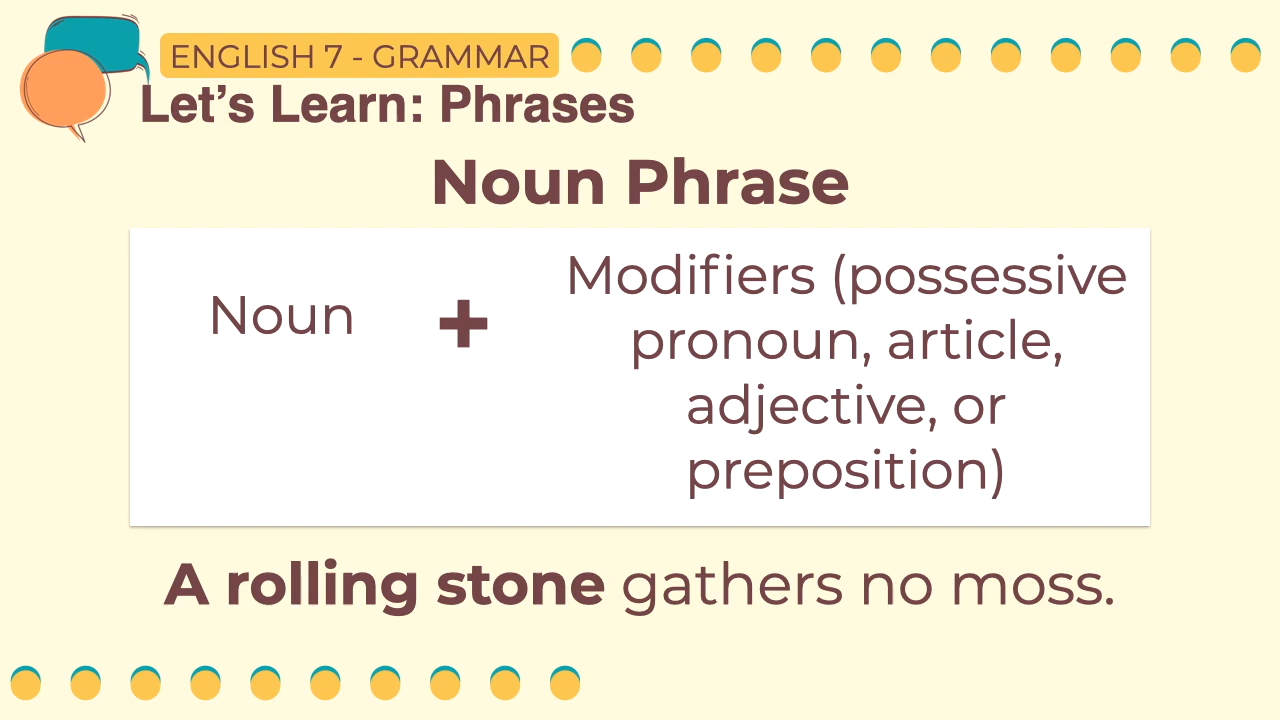 ENGLISH 7 - GRAMMAR
Let’s Learn: Phrases
Noun Phrase
Noun + Modifiers (possessive
pronoun, article,
adjective, or
preposition)
A rolling stone gathers no moss.